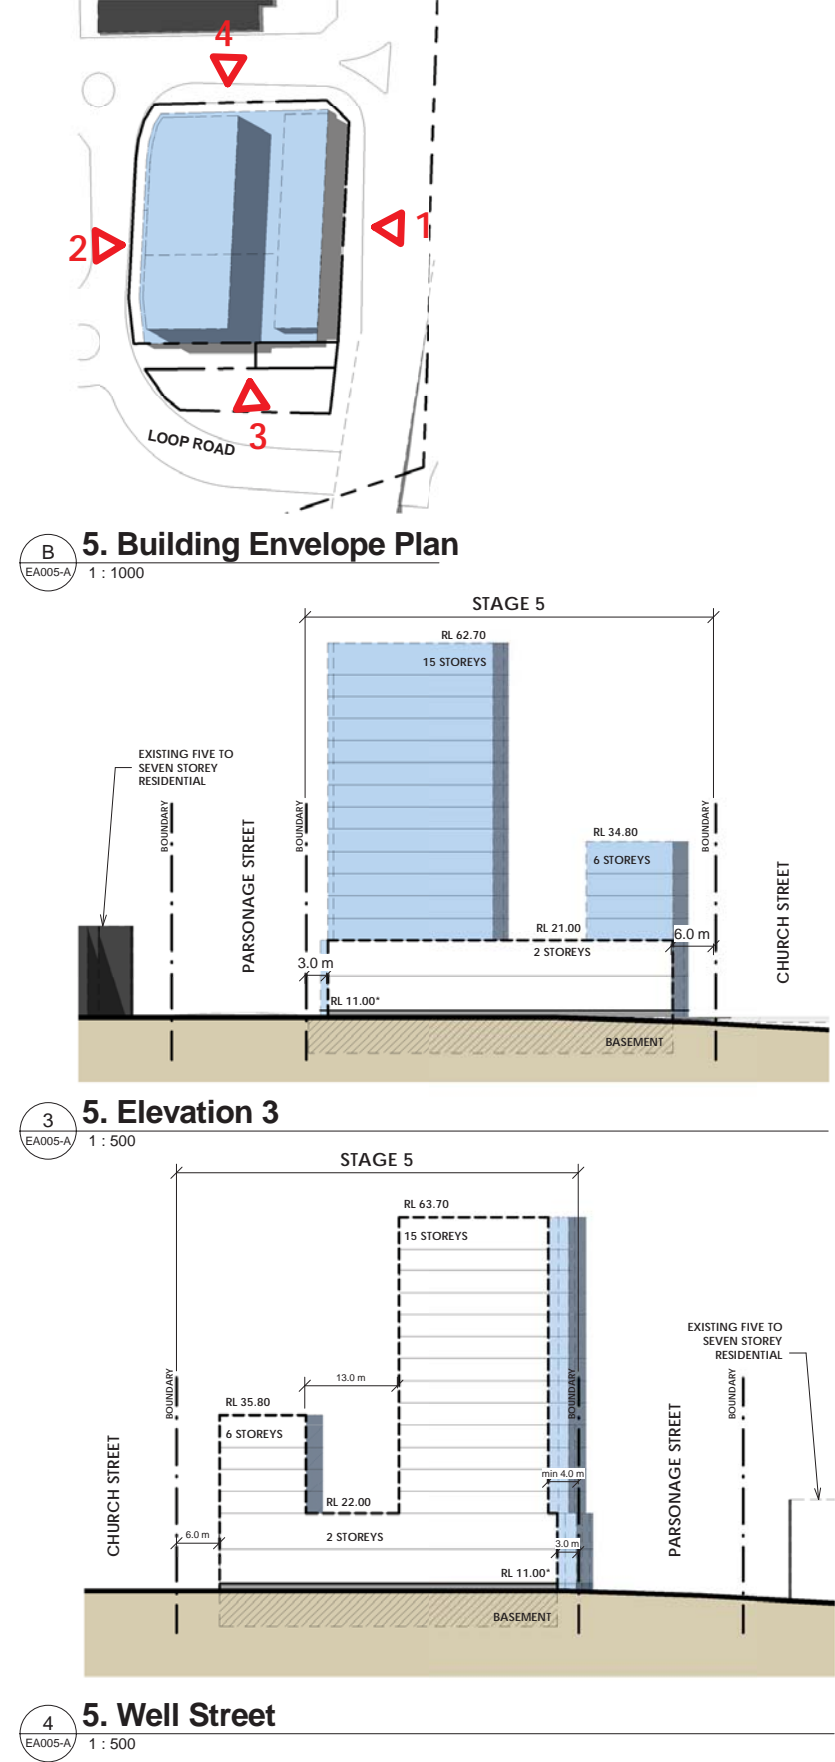 4
1
2
3
LOOP ROAD
B
EA005-A
5. Building Envelope Plan
1 : 1000
STAGE 5
RL 62.70
15 STOREYS
EXISTING FIVE TO
SEVEN STOREY
RESIDENTIAL
BOUNDARY
PARSONAGE STREET
BOUNDARY
RL 34.80
6 STOREYS
BOUNDARY
CHURCH STREET
RL 21.00
6.0 m
2 STOREYS
3.0 m
RL 11.00*
BASEMENT
3
EA005-A
5. Elevation 3
1 : 500
STAGE 5
RL 63.70
15 STOREYS
EXISTING FIVE TO
SEVEN STOREY
RESIDENTIAL
13.0 m
BOUNDARY
BOUNDARY
BOUNDARY
RL 35.80
6 STOREYS
CHURCH STREET
PARSONAGE STREET
min 4.0 m
RL 22.00
6.0 m
2 STOREYS
3.0 m
RL 11.00*
BASEMENT
4
EA005-A
5. Well Street
1 : 500